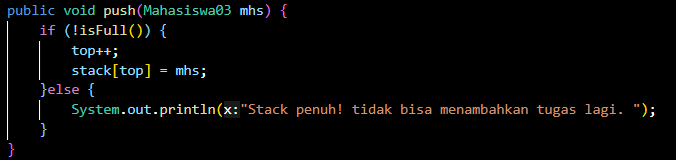 public void push(Mahasiswa03 mhs) {
if (!isFull()) {
top++;
stack[top] = mhs;
}else {
System.out.println(x:"Stack penuh! tidak bisa menambahkan tugas lagi. ");
}
}